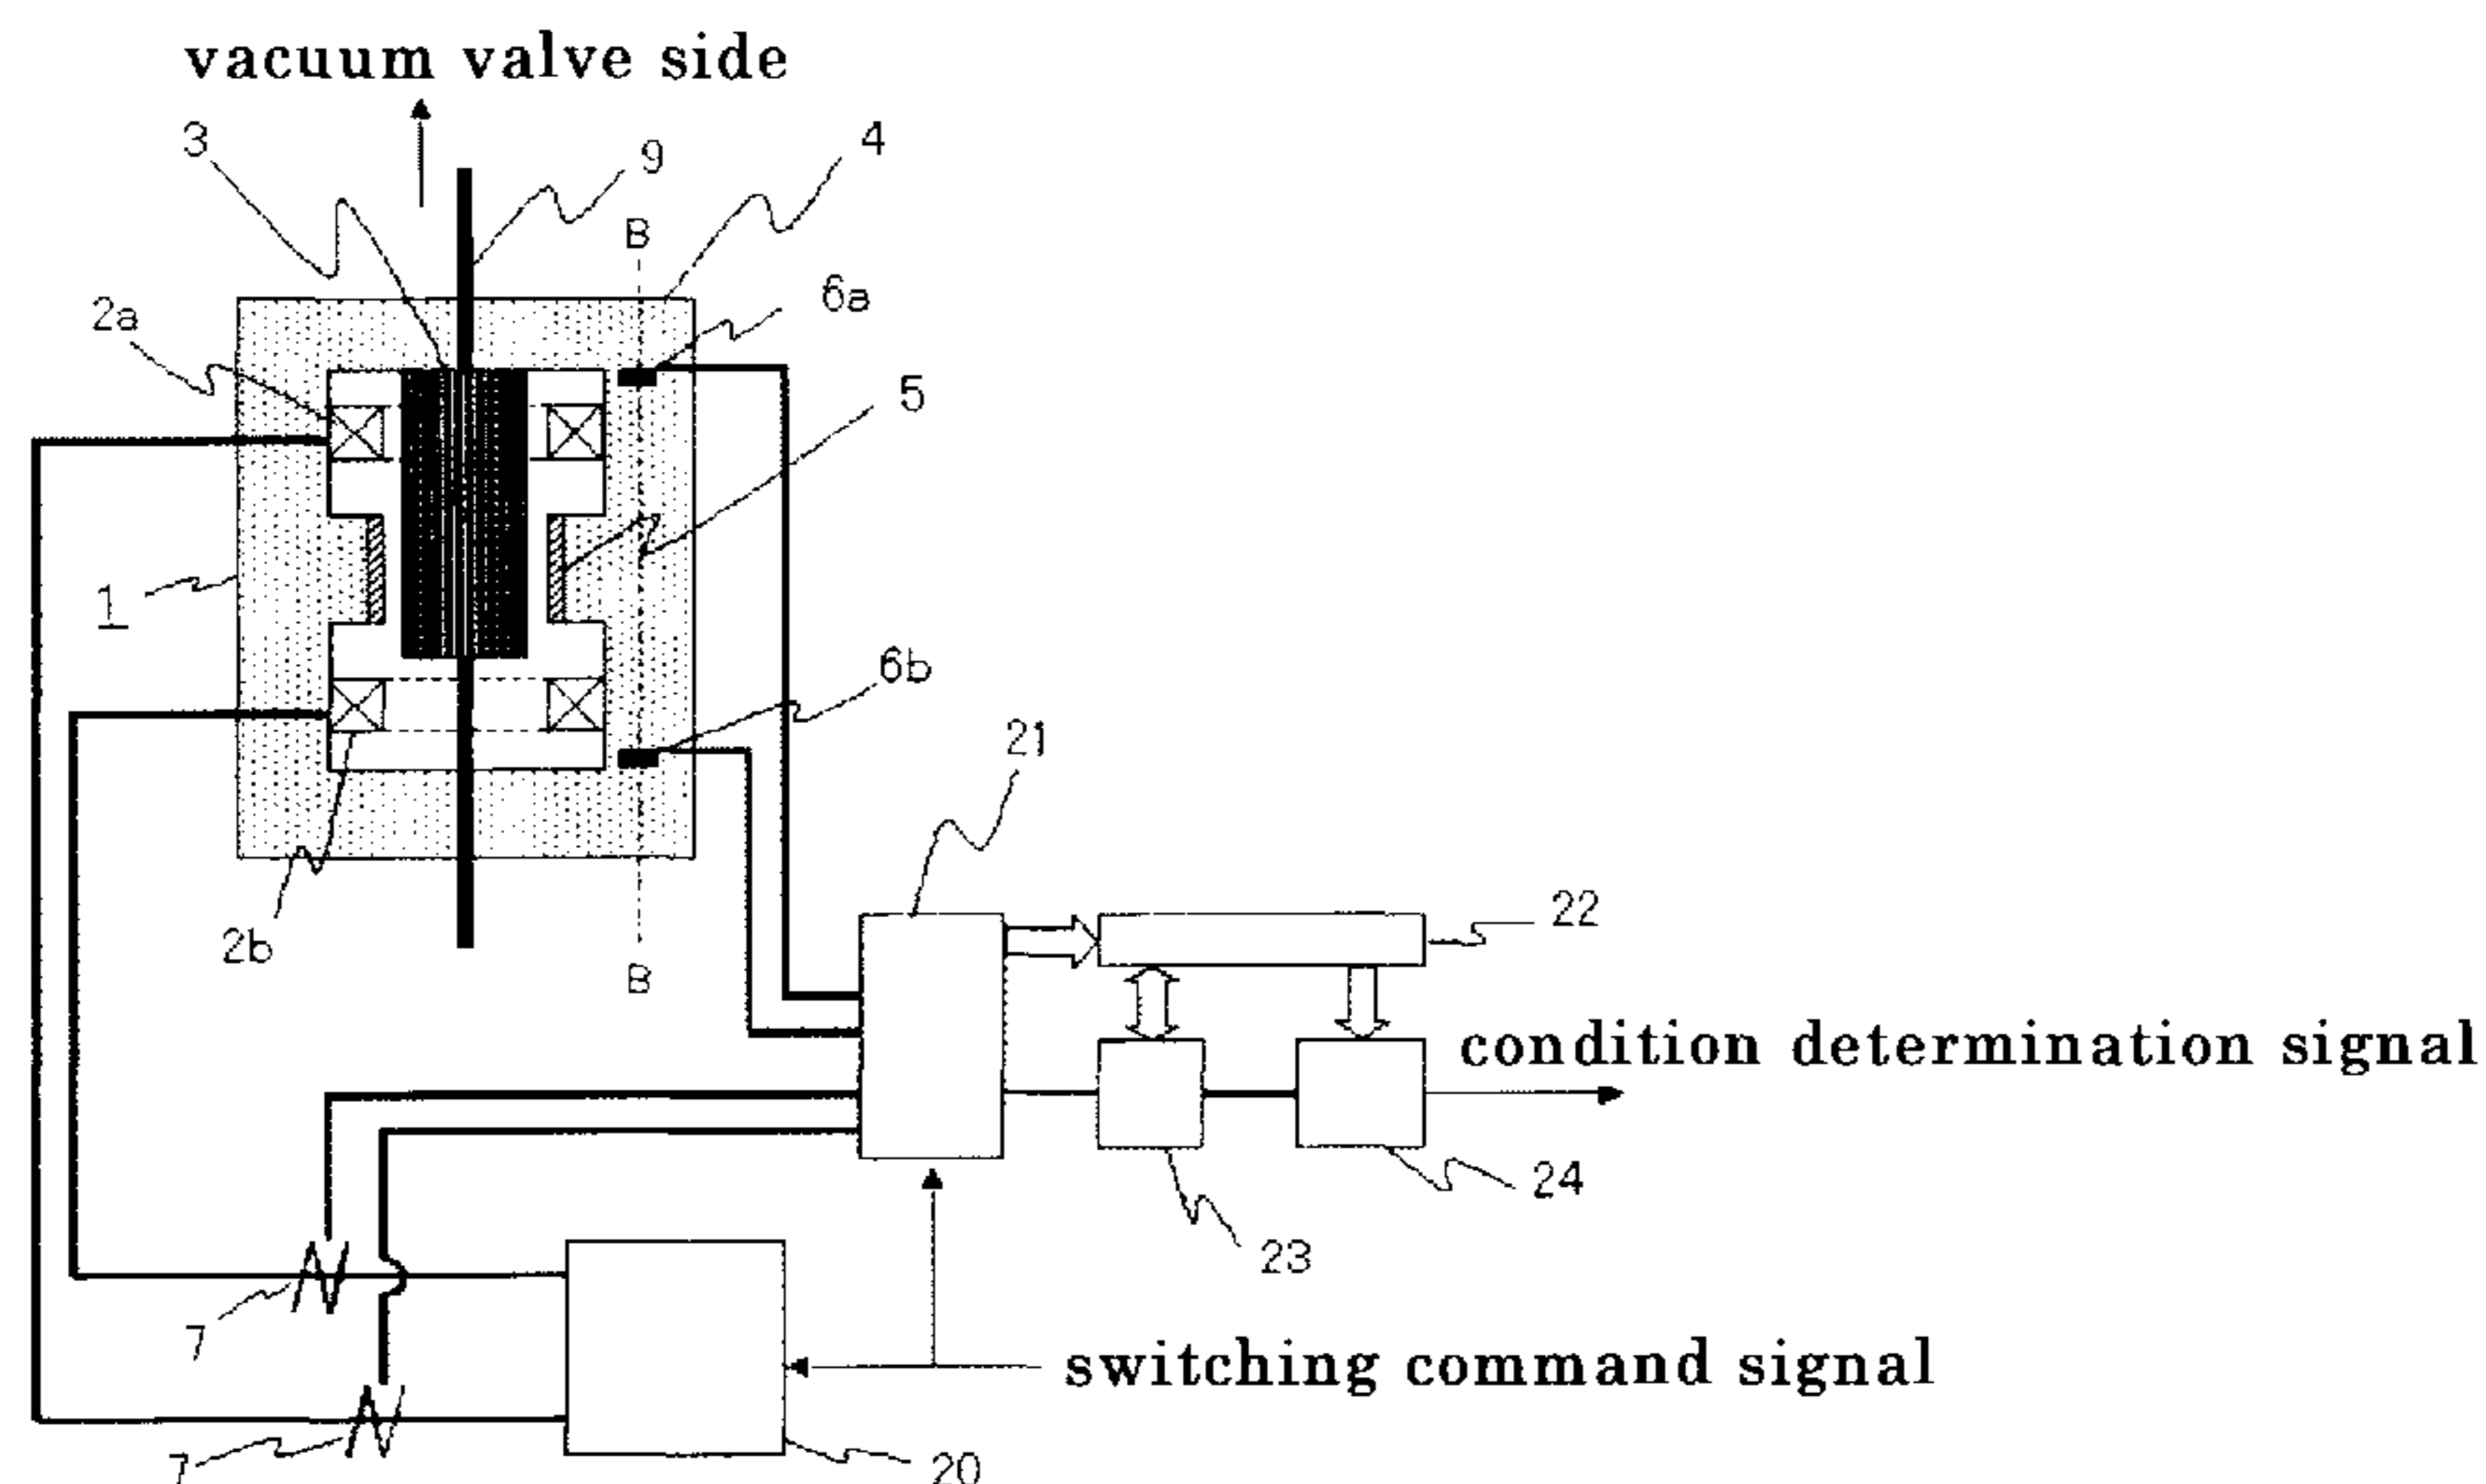 vacuum valve side
3
9
4
B
6a
2a
5
1
6b
21
2b
22
B
condition determination signal
24
23
7
switching command signal
7
20